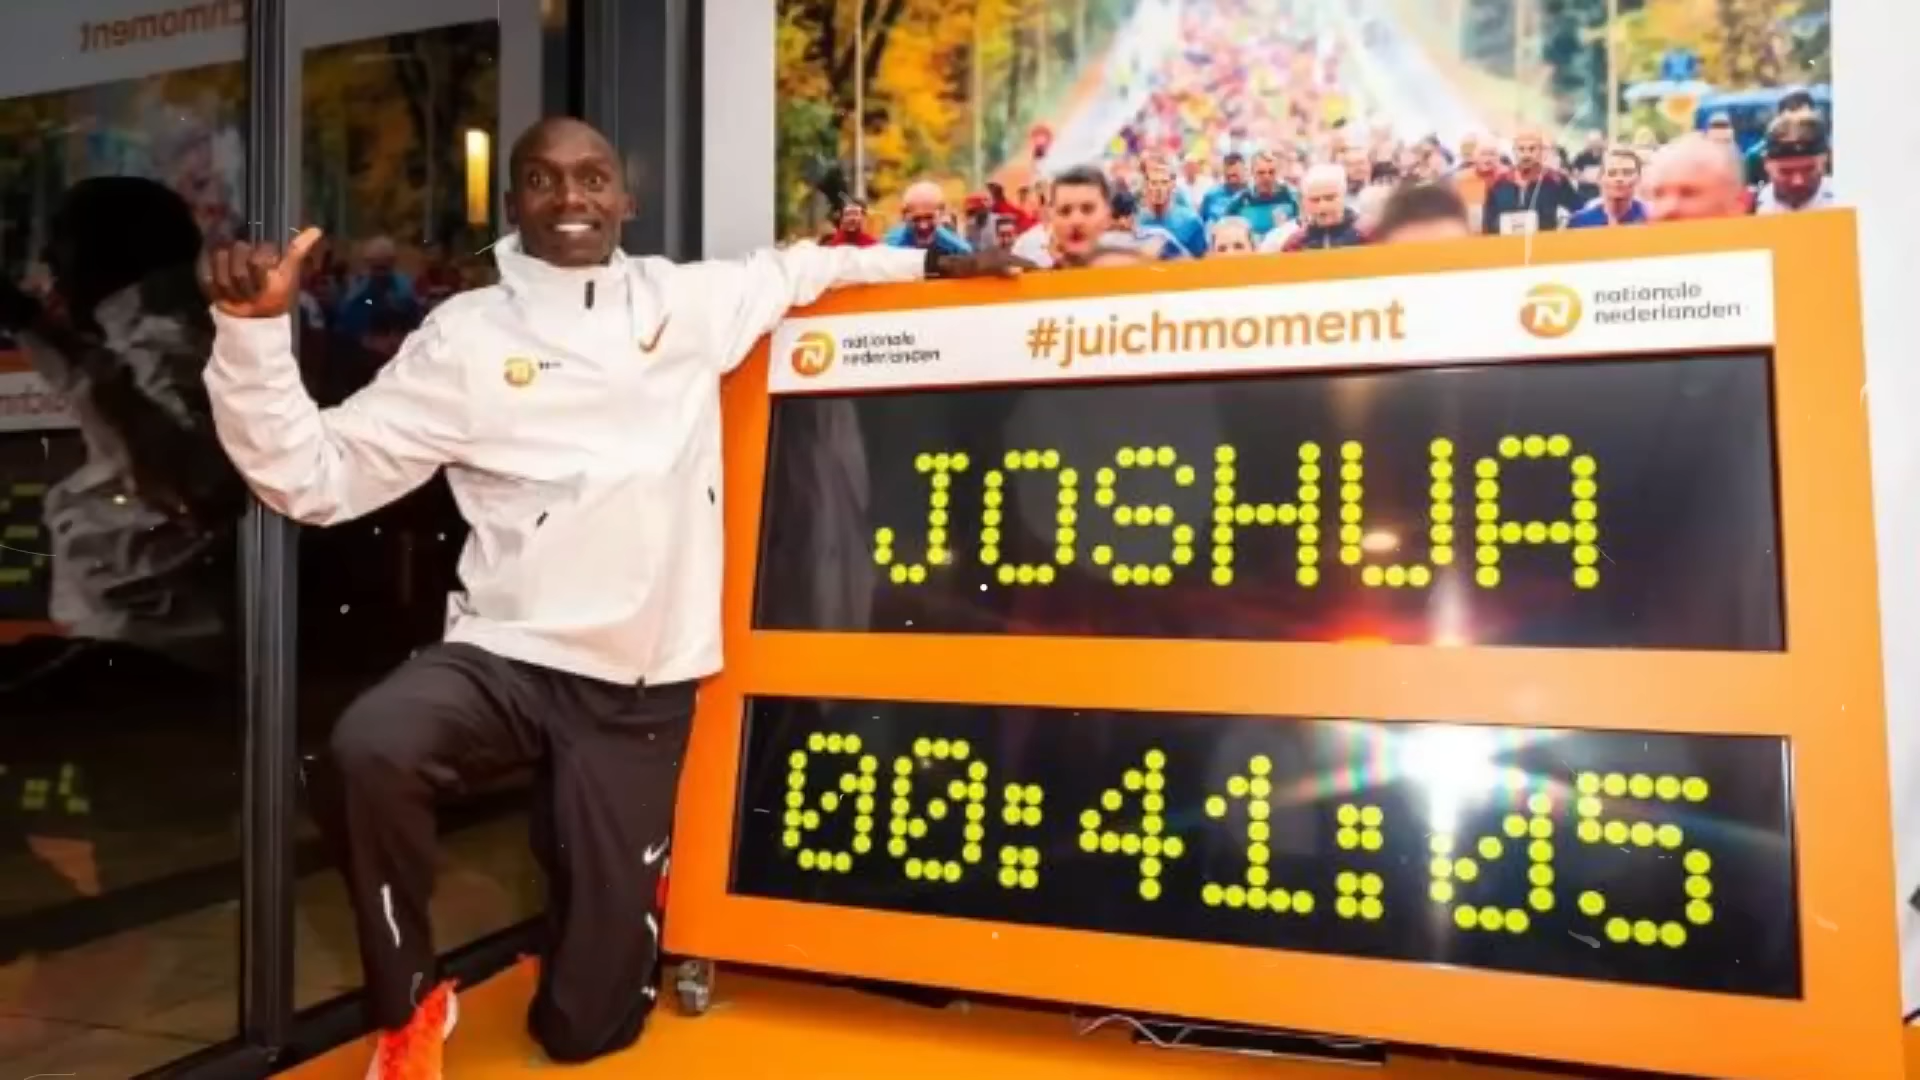 nationale
nederlanden
#juichmoment
nationale
nederlanden
JOSHUA
00:41:05